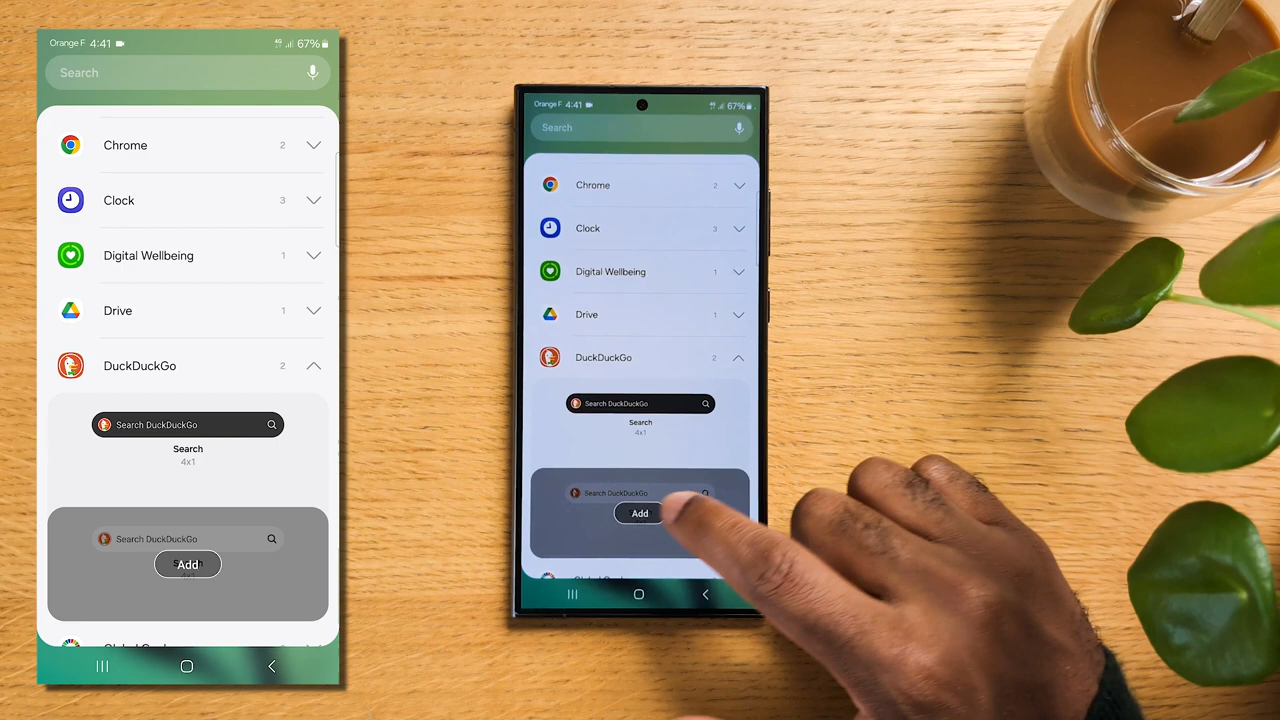 Orange F 4:41 67%
Search
Chrome 2
Clock 3
Digital Wellbeing 1
Drive 1
DuckDuckGo 2
Search DuckDuckGo
Search
4x1
Search DuckDuckGo
Add
Orange F 4:41 67%
Search
Chrome 2
Clock 3
Digital Wellbeing 1
Drive 1
DuckDuckGo 2
Search DuckDuckGo
Search
4x1
Search DuckDuckGo
Add